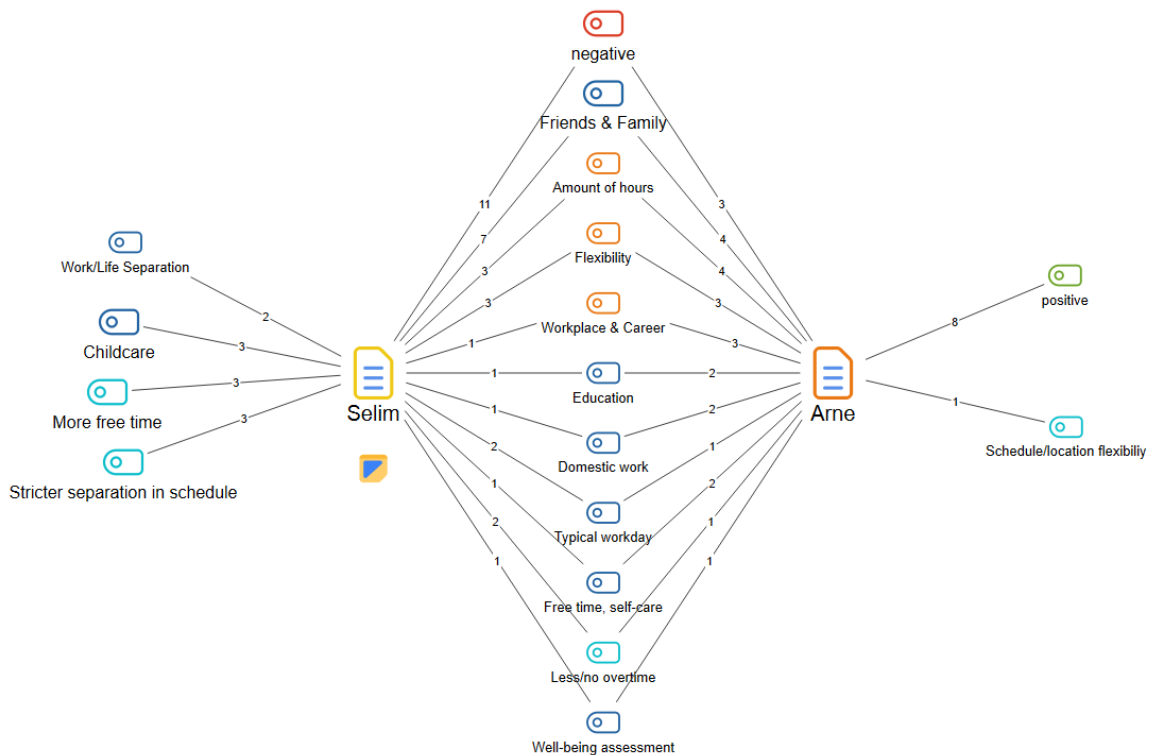 negative
Friends & Family
Amount of hours
11
3
7
4
Work/Life Separation
Flexibility
3
4
positive
2
3
3
8
Childcare
Workplace & Career
1
3
3
More free time
3
Selim
1
Education
2
Arne
1
Stricter separation in schedule
3
1
2
Schedule/location flexibiliy
Domestic work
2
1
1
2
Typical workday
2
1
1
1
Free time, self-care
Less/no overtime
Well-being assessment